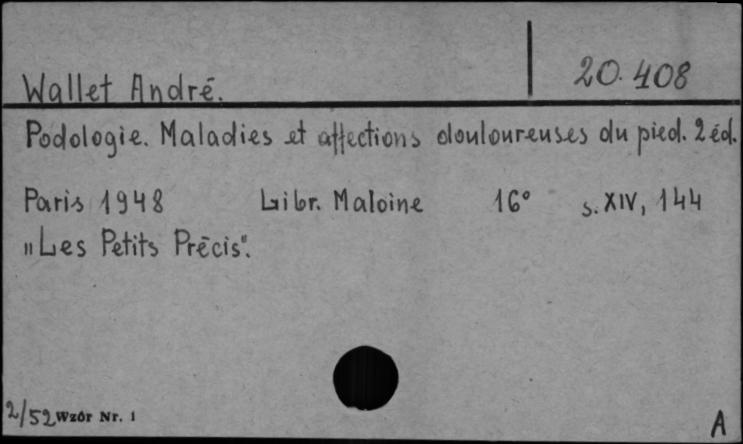 Wallet André.
20.408
Podologie. Maladies et affections douloureuses du pied. 2 éd.
Paris 1948 Libr. Maloine 16° s. XIV, 144
„Les Petits Précis".
2/52 Wzór Nr. 1
A